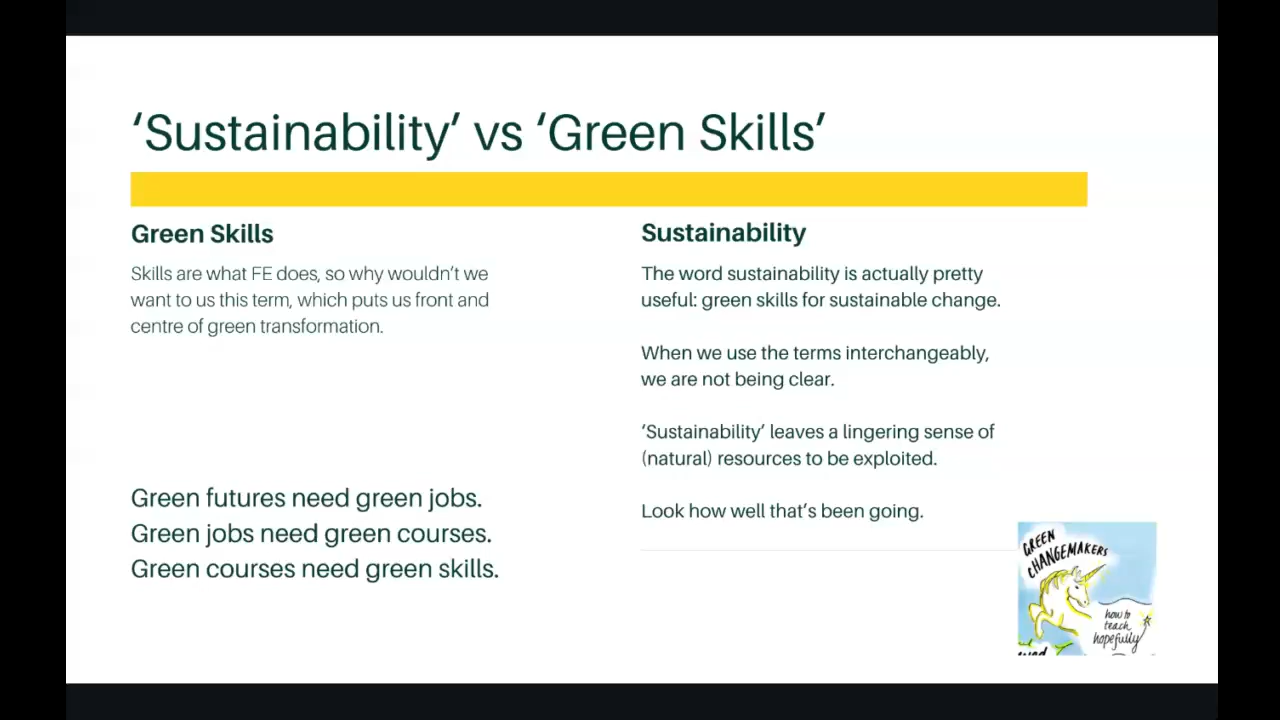 ‘Sustainability’ vs ‘Green Skills’
Green Skills
Skills are what FE does, so why wouldn’t we
want to us this term, which puts us front and
centre of green transformation.
Green futures need green jobs.
Green jobs need green courses.
Green courses need green skills.
Sustainability
The word sustainability is actually pretty
useful: green skills for sustainable change.
When we use the terms interchangeably,
we are not being clear.
‘Sustainability’ leaves a lingering sense of
(natural) resources to be exploited.
Look how well that’s been going.
GREEN
CHANGEMAKERS
how to
teach
hopefully